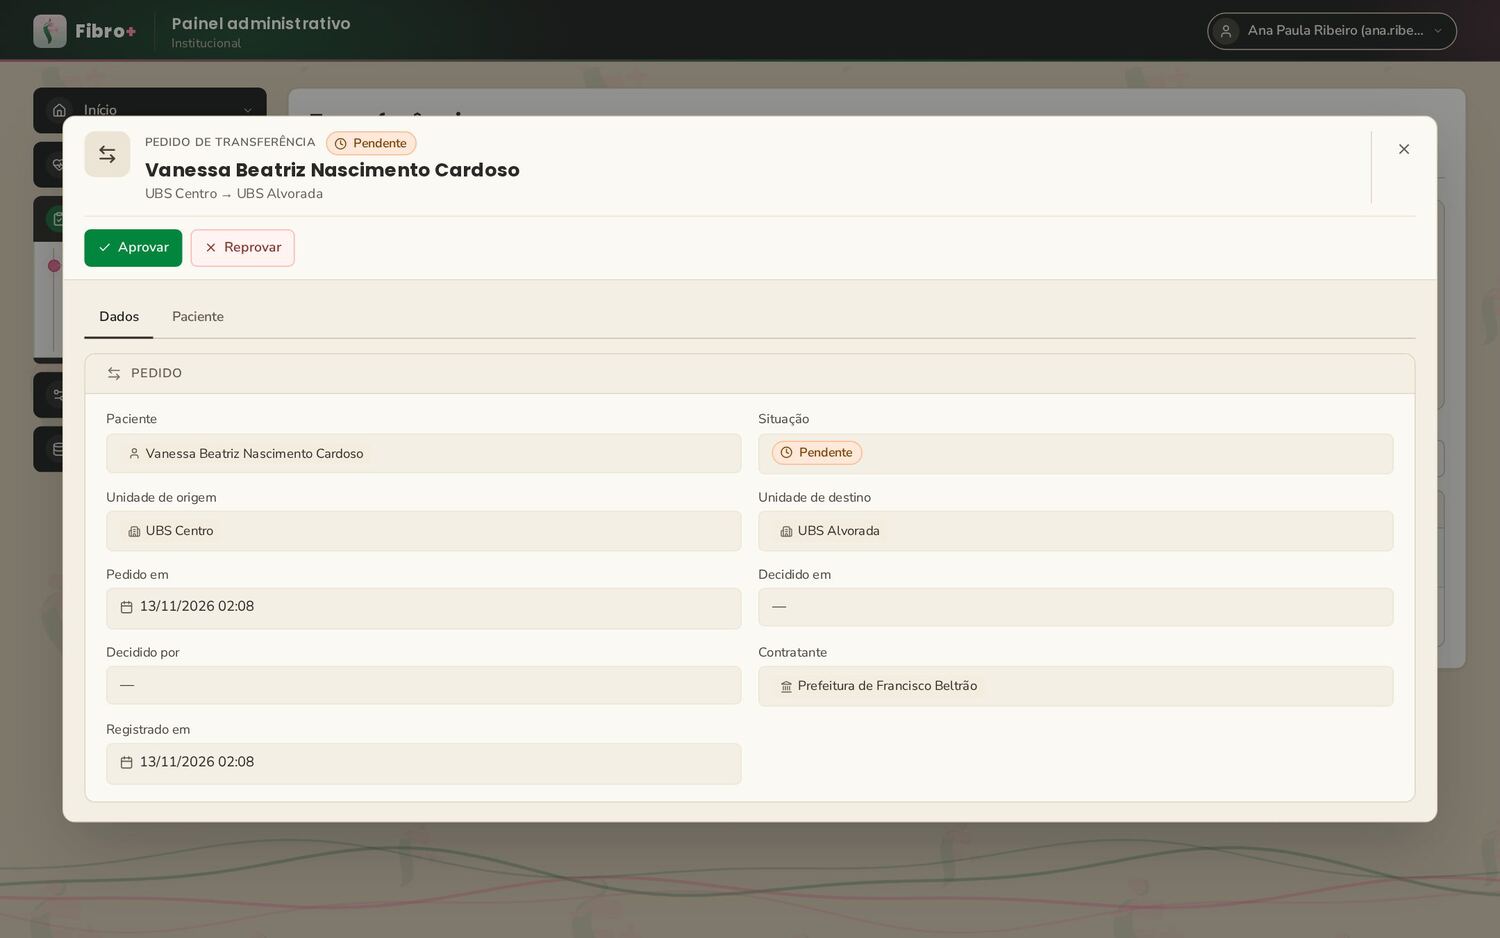 Fibro+
Painel administrativo
Institucional
Ana Paula Ribeiro (ana.ribe...
Início
PEDIDO DE TRANSFERÊNCIA
Pendente
Vanessa Beatriz Nascimento Cardoso
UBS Centro → UBS Alvorada
Aprovar
Reprovar
Dados
Paciente
PEDIDO
Paciente
Situação
Vanessa Beatriz Nascimento Cardoso
Pendente
Unidade de origem
Unidade de destino
UBS Centro
UBS Alvorada
Pedido em
Decidido em
13/11/2026 02:08
—
Decidido por
Contratante
—
Prefeitura de Francisco Beltrão
Registrado em
13/11/2026 02:08